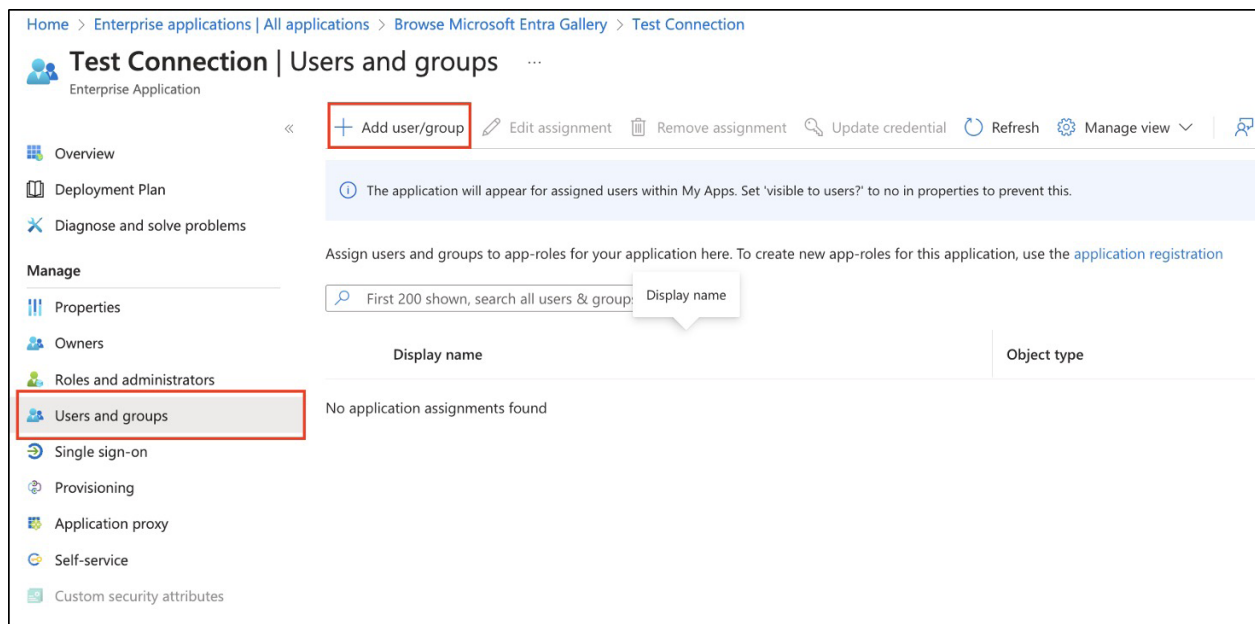 Home > Enterprise applications | All applications > Browse Microsoft Entra Gallery > Test Connection
Test Connection | Users and groups ...
Enterprise Application
«
Add user/group Edit assignment Remove assignment Update credential Refresh Manage view
Overview
Deployment Plan
Diagnose and solve problems
Manage
Properties
Owners
Roles and administrators
Users and groups
Single sign-on
Provisioning
Application proxy
Self-service
Custom security attributes
The application will appear for assigned users within My Apps. Set 'visible to users?' to no in properties to prevent this.
Assign users and groups to app-roles for your application here. To create new app-roles for this application, use the application registration
First 200 shown, search all users & groups
Display name
Display name Object type
No application assignments found